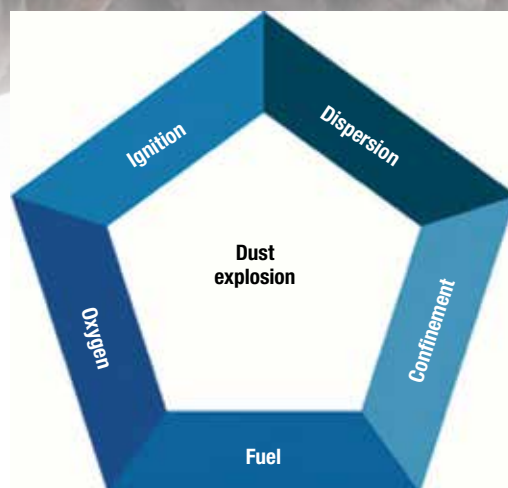 Ignition
Dispersion
Dust
explosion
Oxygen
Confinement
Fuel